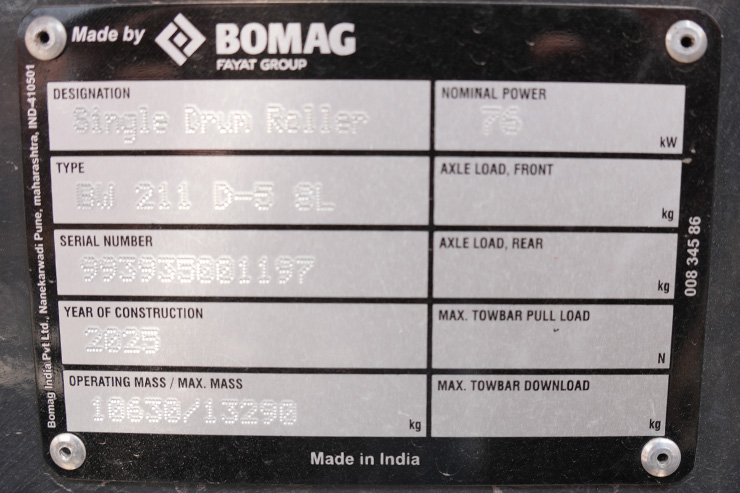 Made by BOMAG
FAYAT GROUP
DESIGNATION
Single Drum Roller
NOMINAL POWER
76
kW
TYPE
BW 211 D-5 SL
AXLE LOAD, FRONT
kg
SERIAL NUMBER
993935001197
AXLE LOAD, REAR
kg
YEAR OF CONSTRUCTION
2025
MAX. TOWBAR PULL LOAD
N
OPERATING MASS / MAX. MASS
10630/13290
kg
MAX. TOWBAR DOWNLOAD
kg
Made in India
Bomag India Pvt Ltd., Nanekarwadi Pune, maharashtra, IND-410501
008 345 86